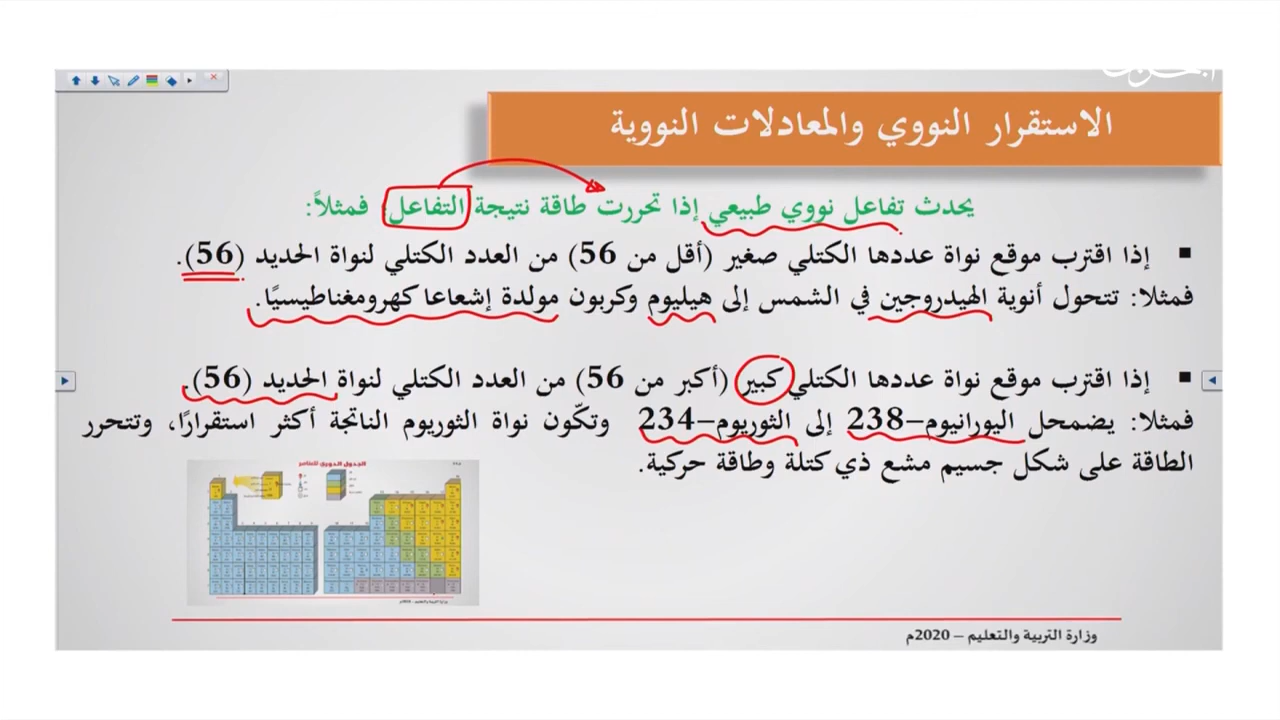 البحرين
الاستقرار النووي والمعادلات النووية
يحدث تفاعل نووي طبيعي إذا تحررت طاقة نتيجة التفاعل، فمثلاً:
▪ إذا اقترب موقع نواة عددها الكتلي صغير (أقل من 56) من العدد الكتلي لنواة الحديد (56).
فمثلا: تتحول أنوية الهيدروجين في الشمس إلى هيليوم وكربون مولدة إشعاعا كهرومغناطيسيًا.
▪ إذا اقترب موقع نواة عددها الكتلي كبير (أكبر من 56) من العدد الكتلي لنواة الحديد (56).
فمثلا: يضمحل اليورانيوم–238 إلى الثوريوم–234 وتكّون نواة الثوريوم الناتجة أكثر استقرارًا، وتتحرر
الطاقة على شكل جسيم مشع ذي كتلة وطاقة حركية.
الجدول الدوري للعناصر
وزارة التربية والتعليم – 2020م